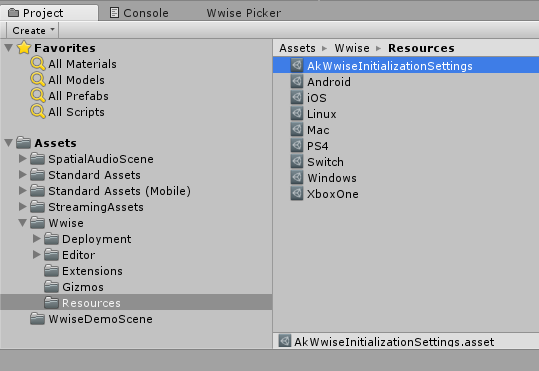 Project Console Wwise Picker
Create
Favorites
All Materials
All Models
All Prefabs
All Scripts
Assets
SpatialAudioScene
Standard Assets
Standard Assets (Mobile)
StreamingAssets
Wwise
Deployment
Editor
Extensions
Gizmos
Resources
WwiseDemoScene
Assets ▸ Wwise ▸ Resources
AkWwiseInitializationSettings
Android
iOS
Linux
Mac
PS4
Switch
Windows
XboxOne
AkWwiseInitializationSettings.asset